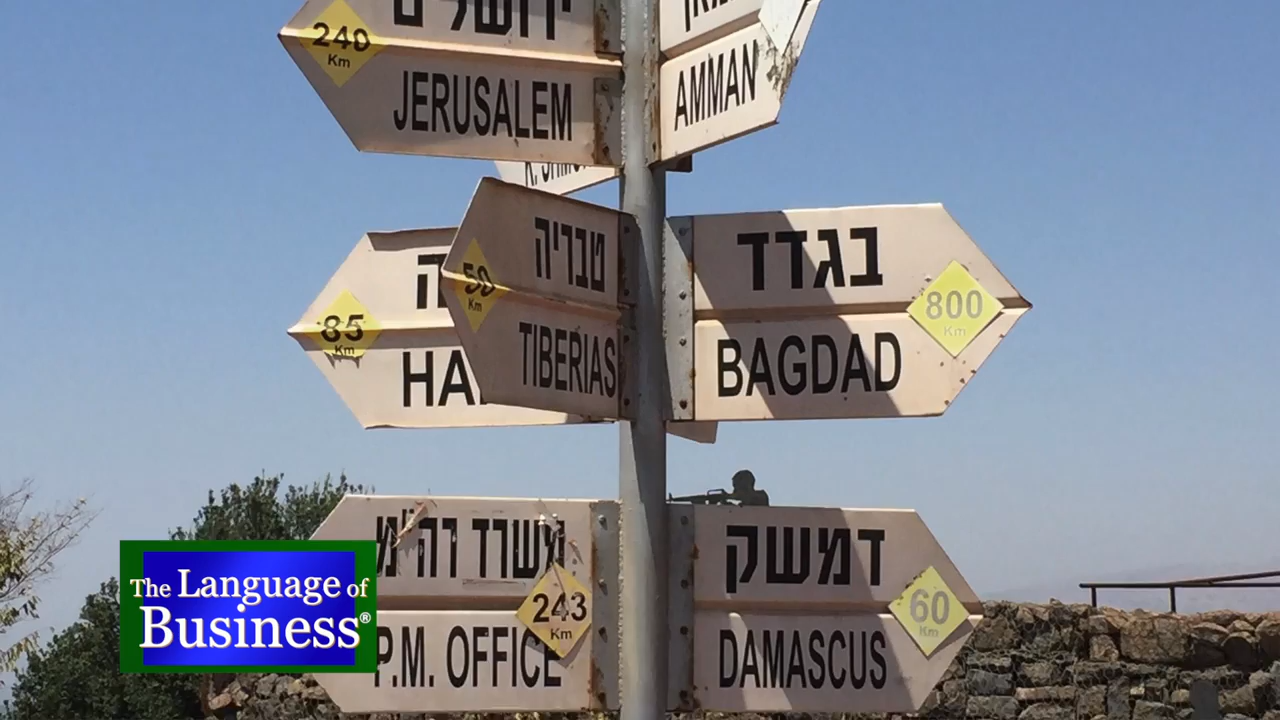 ירושלים
240
Km
JERUSALEM
AMMAN
טבריה
50
Km
TIBERIAS
85
Km
בגדד
800
Km
BAGDAD
משרד רה"מ
243
Km
P.M. OFFICE
דמשק
60
Km
DAMASCUS
The Language of
Business®